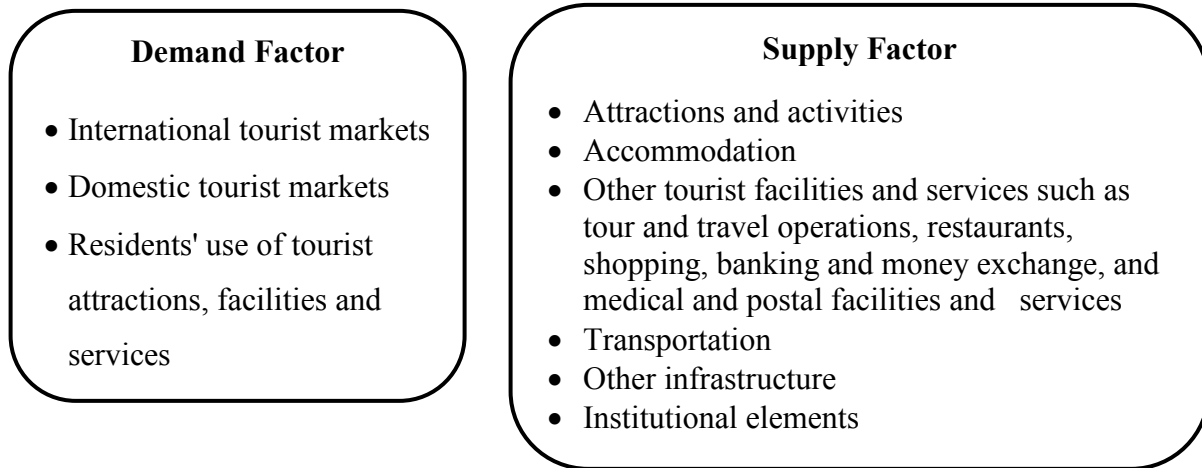 Demand Factor
• International tourist markets
• Domestic tourist markets
• Residents' use of tourist
attractions, facilities and
services
Supply Factor
• Attractions and activities
• Accommodation
• Other tourist facilities and services such as
tour and travel operations, restaurants,
shopping, banking and money exchange, and
medical and postal facilities and services
• Transportation
• Other infrastructure
• Institutional elements